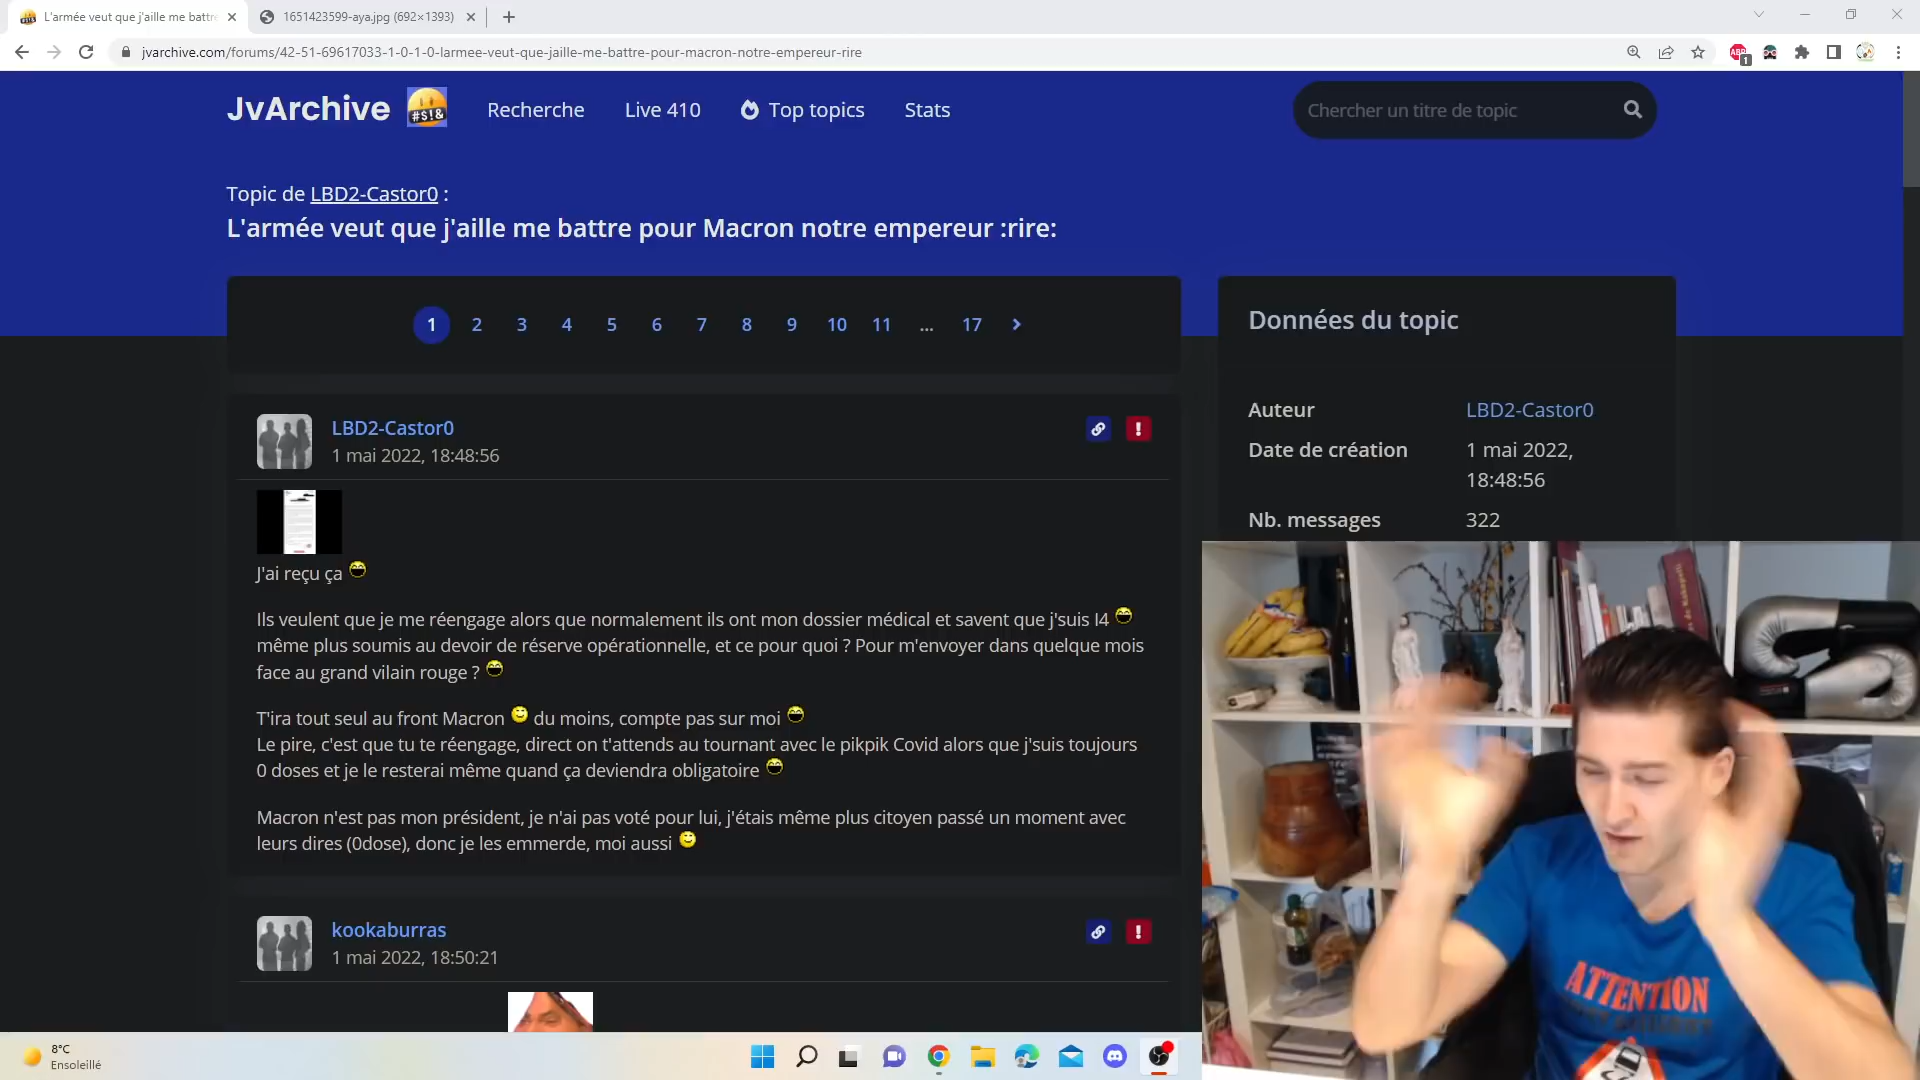 L'armée veut que j'aille me battre
1651423599-aya.jpg (692×1393)
jvarchive.com/forums/42-51-69617033-1-0-1-0-larmee-veut-que-jaille-me-battre-pour-macron-notre-empereur-rire
ABP
1
JvArchive
#$!&
Recherche
Live 410
Top topics
Stats
Chercher un titre de topic
Topic de LBD2-Castor0 :
L'armée veut que j'aille me battre pour Macron notre empereur :rire:
1 2 3 4 5 6 7 8 9 10 11 ... 17
LBD2-Castor0
1 mai 2022, 18:48:56
J'ai reçu ça
Ils veulent que je me réengage alors que normalement ils ont mon dossier médical et savent que j'suis I4
même plus soumis au devoir de réserve opérationnelle, et ce pour quoi ? Pour m'envoyer dans quelque mois
face au grand vilain rouge ?
T'ira tout seul au front Macron du moins, compte pas sur moi
Le pire, c'est que tu te réengage, direct on t'attends au tournant avec le pikpik Covid alors que j'suis toujours
0 doses et je le resterai même quand ça deviendra obligatoire
Macron n'est pas mon président, je n'ai pas voté pour lui, j'étais même plus citoyen passé un moment avec
leurs dires (0dose), donc je les emmerde, moi aussi
kookaburras
1 mai 2022, 18:50:21
Données du topic
Auteur
LBD2-Castor0
Date de création
1 mai 2022,
18:48:56
Nb. messages
322
ATTENTION
8°C
Ensoleillé